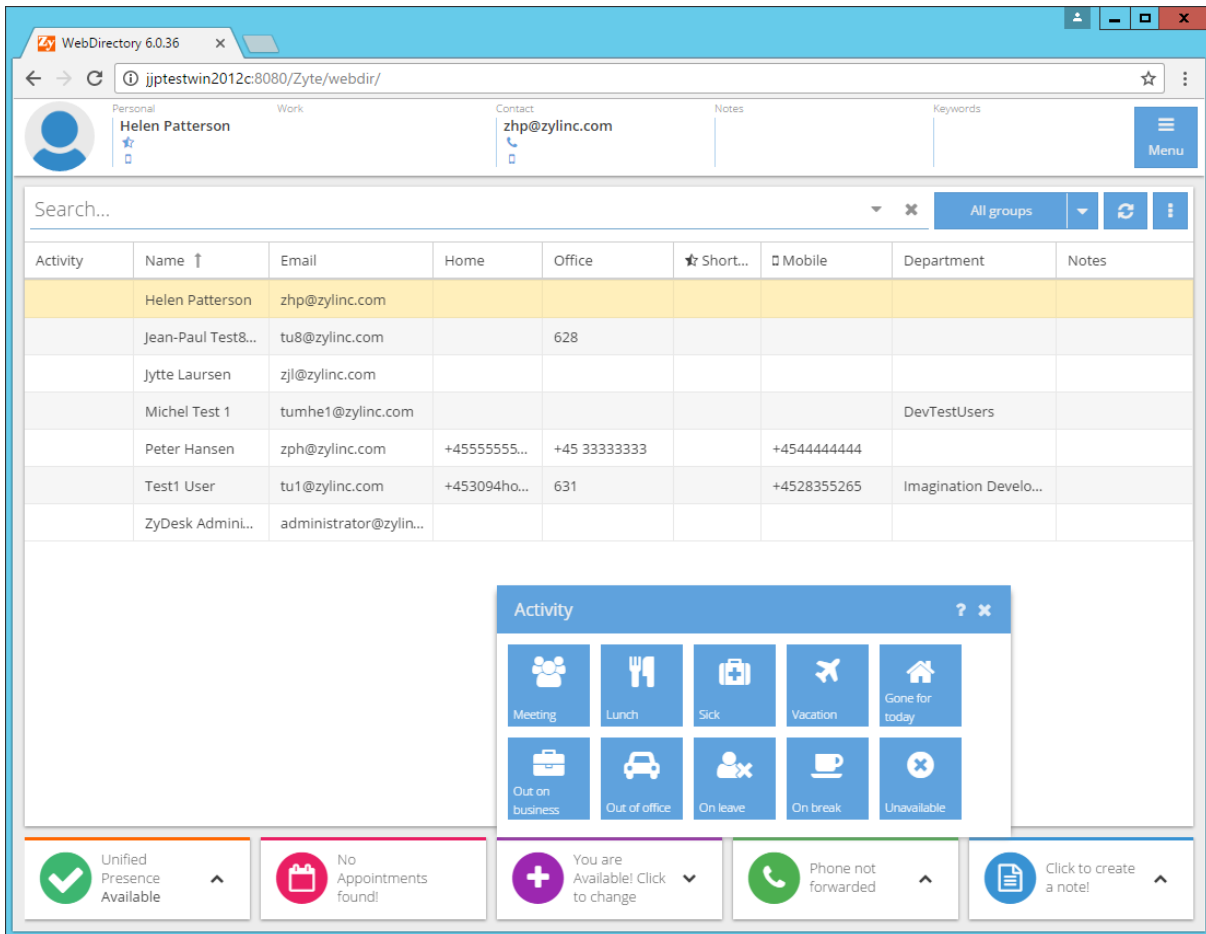 Zy WebDirectory 6.0.36
jjptestwin2012c:8080/Zyte/webdir/
Personal Work Contact Notes Keywords
Helen Patterson zhp@zylinc.com
Menu
Search... All groups
Activity Name Email Home Office Short... Mobile Department Notes
Helen Patterson zhp@zylinc.com
Jean-Paul Test8... tu8@zylinc.com 628
Jytte Laursen zjl@zylinc.com
Michel Test 1 tumhe1@zylinc.com DevTestUsers
Peter Hansen zph@zylinc.com +45555555... +45 33333333 +4544444444
Test1 User tu1@zylinc.com +453094ho... 631 +4528355265 Imagination Develo...
ZyDesk Admini... administrator@zylin...
Activity ?
Meeting Lunch Sick Vacation Gone for
today
Out on
business Out of office On leave On break Unavailable
Unified
Presence
Available
No
Appointments
found!
You are
Available! Click
to change
Phone not
forwarded
Click to create
a note!